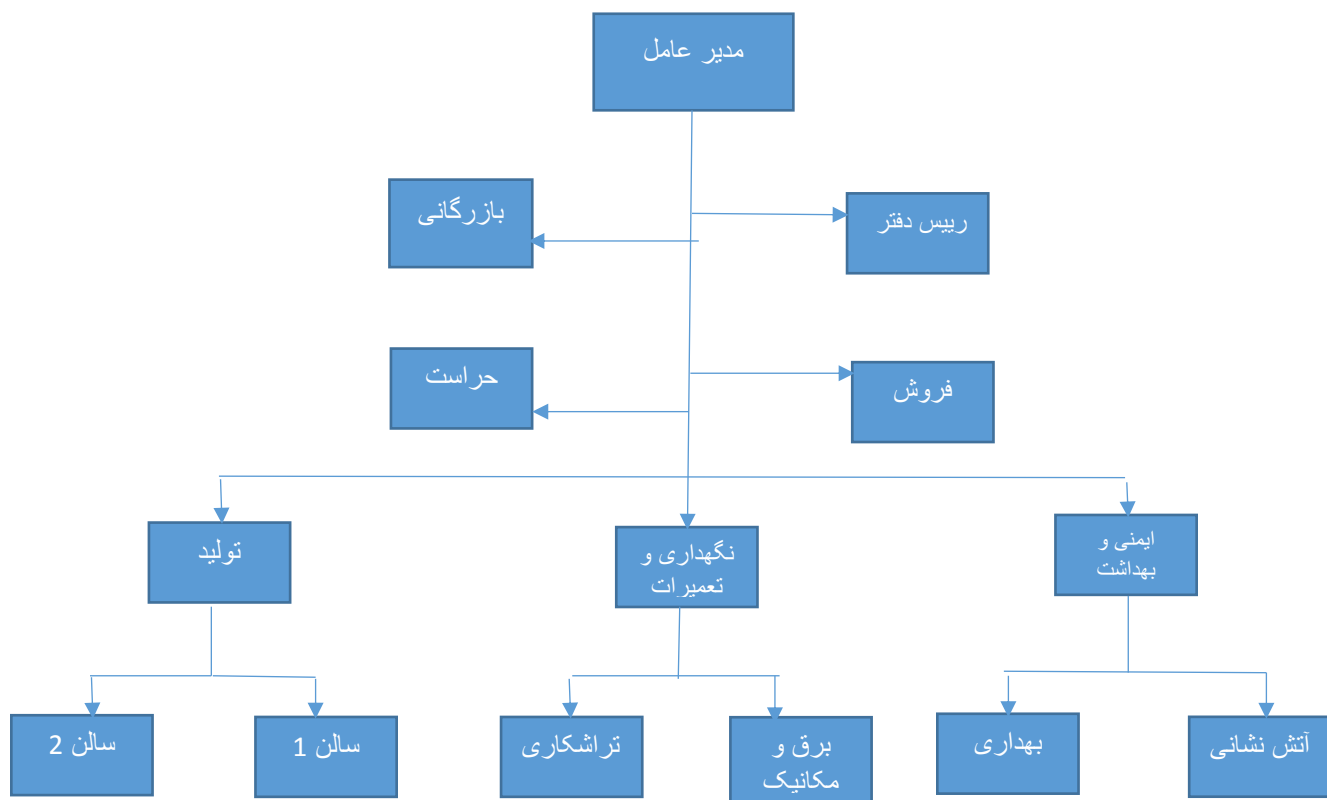 مدیر عامل
رییس دفتر
بازرگانی
فروش
حراست
ایمنی و
بهداشت
نگهداری و
تعمیرات
تولید
آتش نشانی
بهداری
برق و
مکانیک
تراشکاری
سالن 1
سالن 2